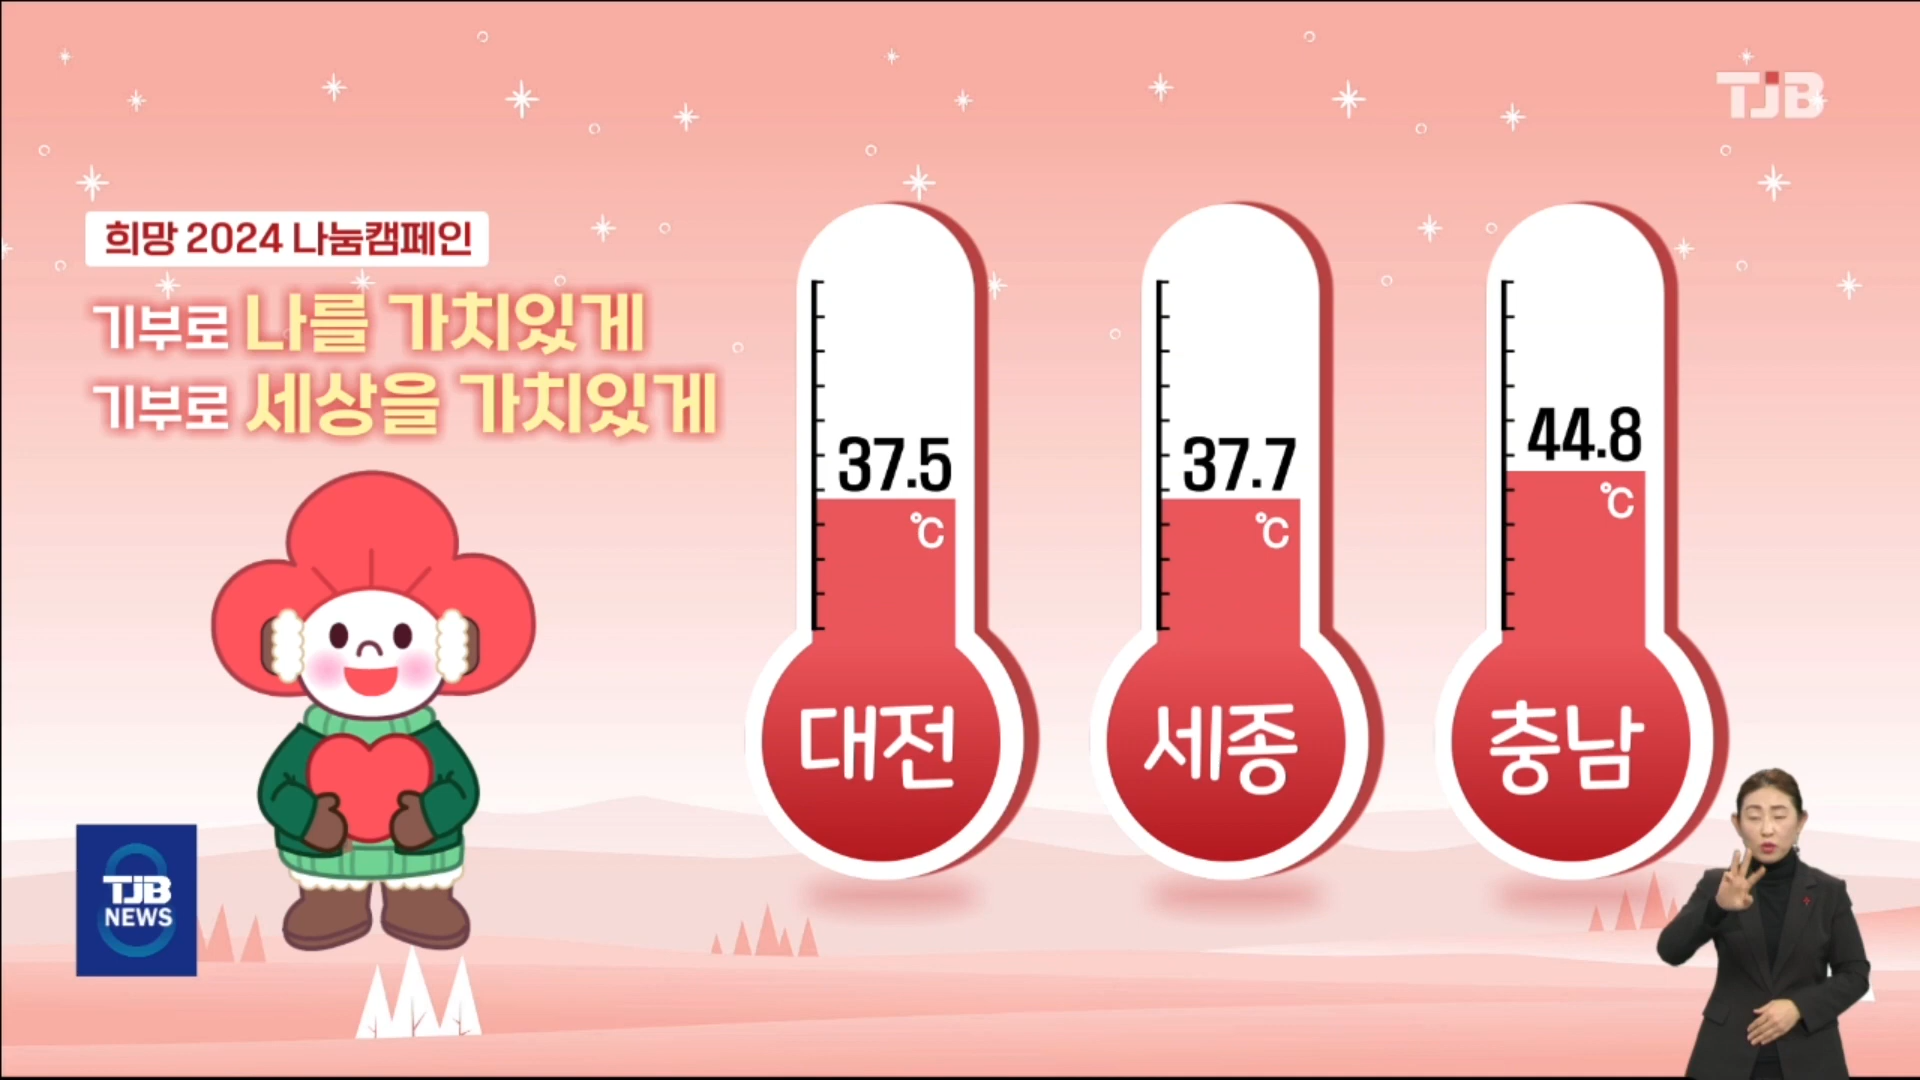 TJB
희망 2024 나눔캠페인
기부로 나를 가치있게
기부로 세상을 가치있게
37.5
℃
37.7
℃
44.8
℃
대전
세종
충남
TJB
NEWS